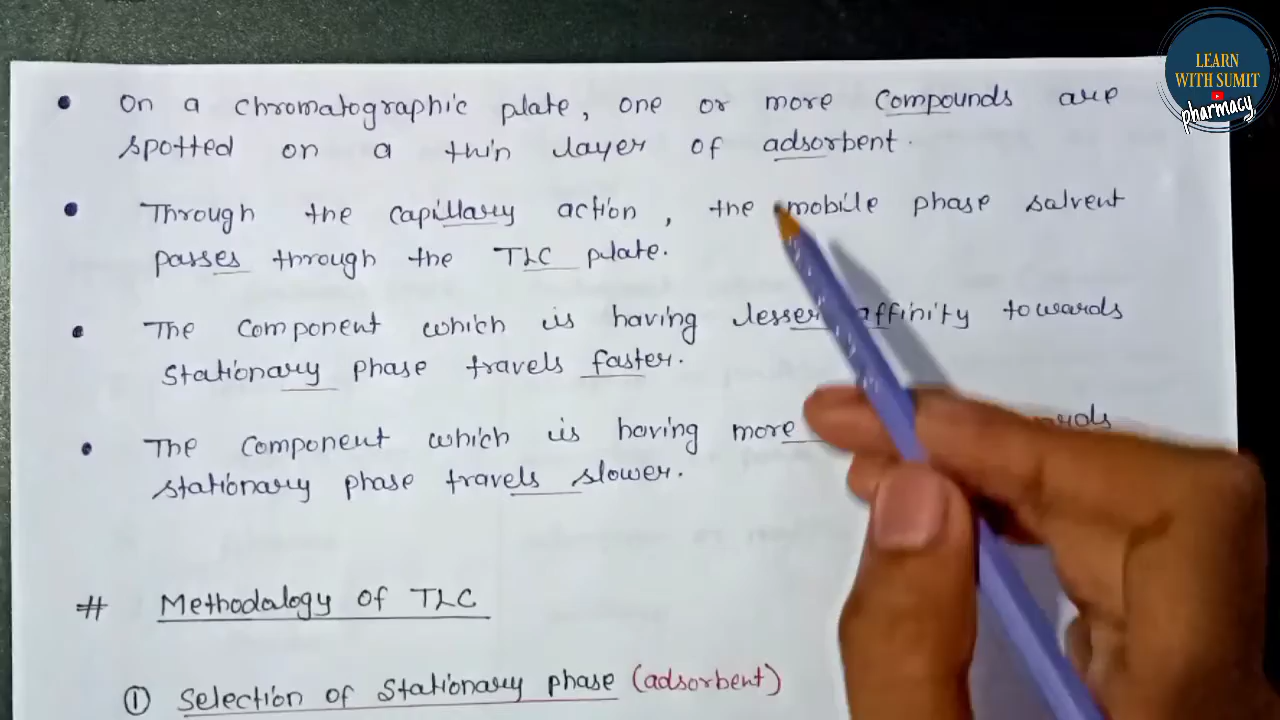 LEARN
WITH SUMIT
pharmacy
• On a chromatographic plate, one or more compounds are
spotted on a thin layer of adsorbent.
• Through the capillary action, the mobile phase salvent
passes through the TLC plate.
• The component which is having lesser affinity towards
stationary phase travels faster.
• The component which is having more
stationary phase travels slower.
# Methodalogy of TLC
① Selection of Stationary phase (adsorbent)